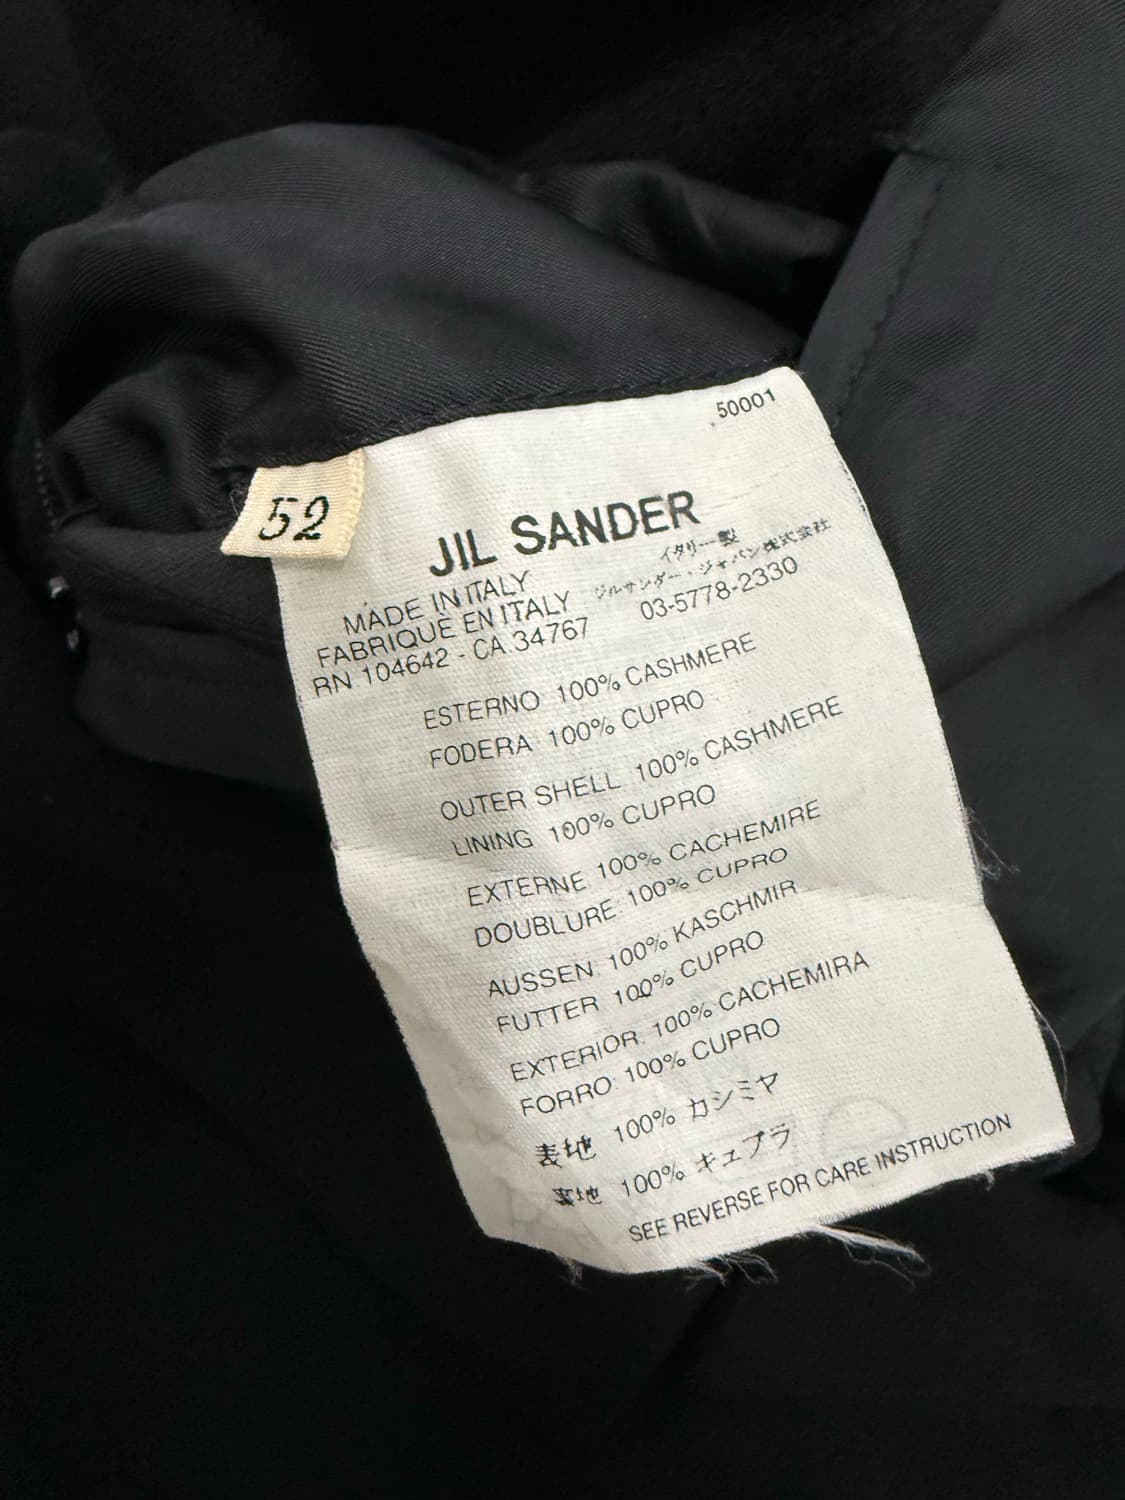 .50001
52
JIL SANDER
MADE IN ITALY
FABRIQUÉ EN ITALY
RN 104642 - CA 34767
イタリー製
ジルサンダー・ジャパン株式会社
03-5778-2330
ESTERNO 100% CASHMERE
FODERA 100% CUPRO
OUTER SHELL 100% CASHMERE
LINING 100% CUPRO
EXTERNE 100% CACHEMIRE
DOUBLURE 100% CUPRO
AUSSEN 100% KASCHMIR
FUTTER 100% CUPRO
EXTERIOR: 100% CACHEMIRA
FORRO: 100% CUPRO
表地 100% カシミヤ
裏地 100% キュプラ
SEE REVERSE FOR CARE INSTRUCTION